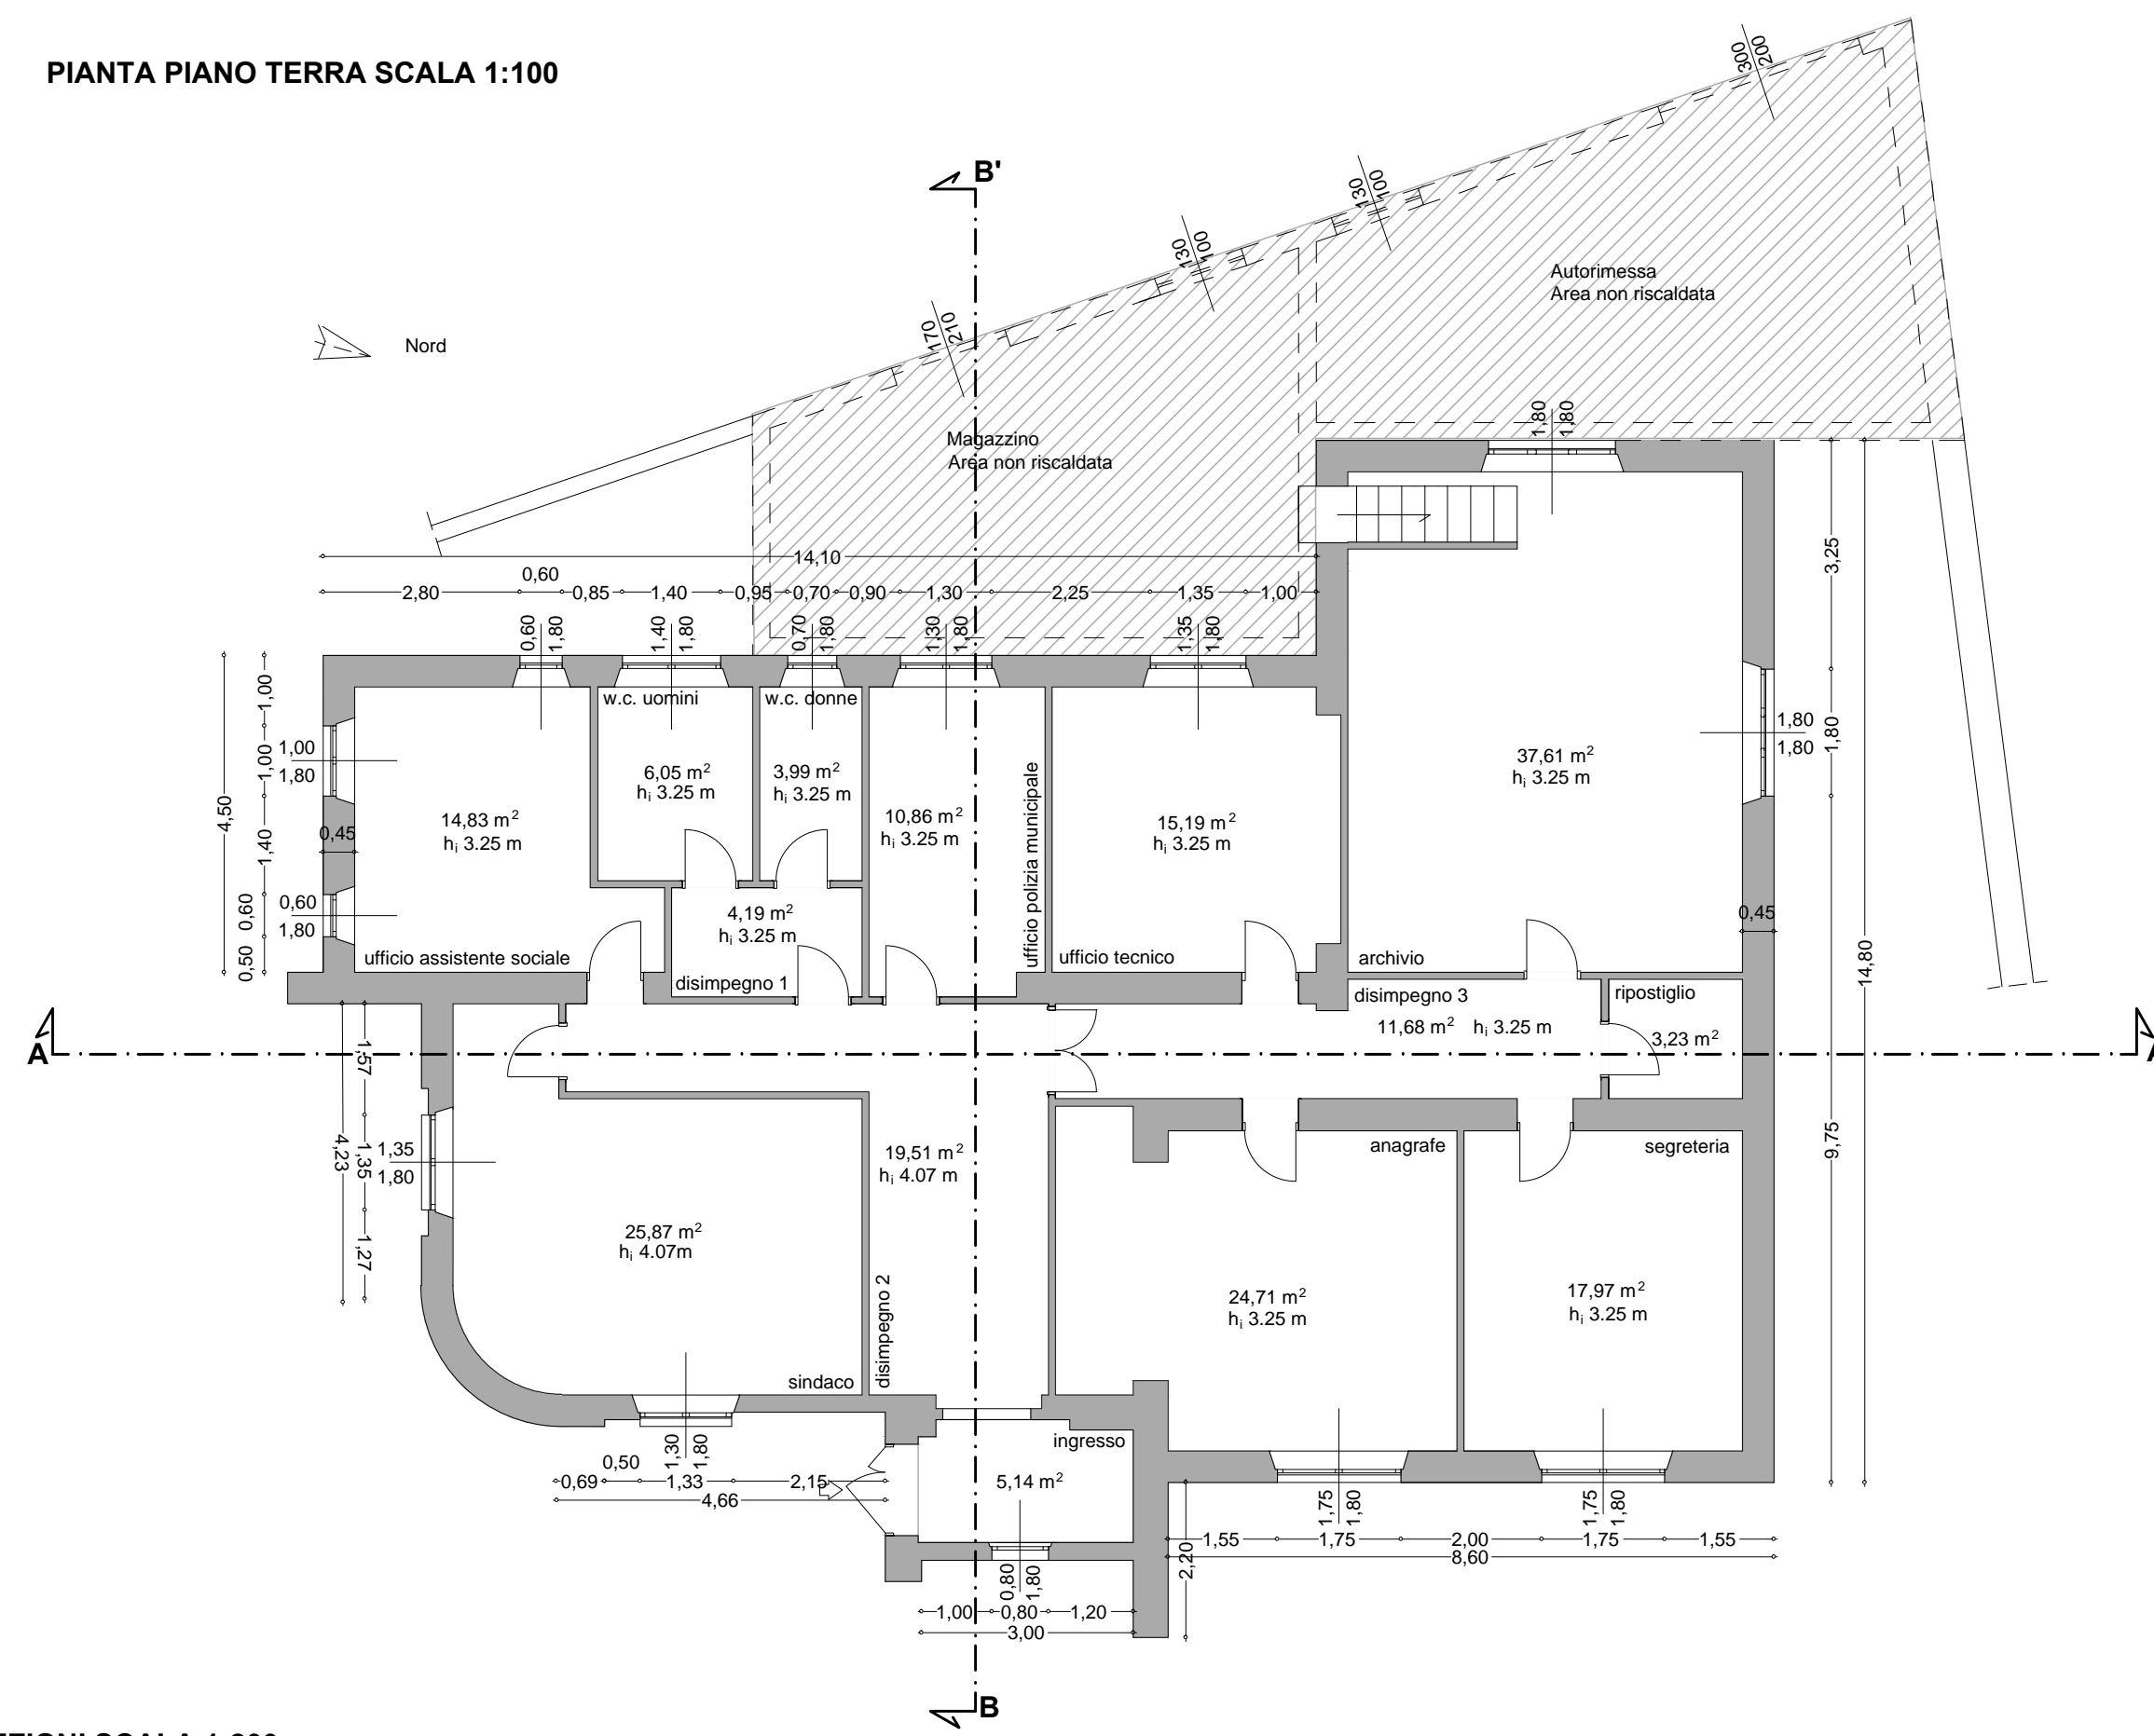 PIANTA PIANO TERRA SCALA 1:100
300
200
B'
130
100
130
100
Autorimessa
Area non riscaldata
170
210
Nord
Magazzino
Area non riscaldata
1,80
1,80
14,10
0,60
2,80
0,85
1,40
0,95
0,70
0,90
1,30
2,25
1,35
1,00
3,25
0,60
1,80
1,40
1,80
0,70
1,80
1,30
1,80
1,35
1,80
w.c. uomini
w.c. donne
1,00
1,00
1,00
1,80
4,50
1,40
0,45
0,60
1,80
0,60
0,50
14,83 m²
hᵢ 3.25 m
6,05 m²
hᵢ 3.25 m
3,99 m²
hᵢ 3.25 m
10,86 m²
hᵢ 3.25 m
ufficio polizia municipale
15,19 m²
hᵢ 3.25 m
37,61 m²
hᵢ 3.25 m
1,80
1,80
1,80
0,45
14,80
4,19 m²
hᵢ 3.25 m
ufficio assistente sociale
disimpegno 1
ufficio tecnico
archivio
disimpegno 3
11,68 m² hᵢ 3.25 m
ripostiglio
3,23 m²
A
1,57
4,23
1,35
1,35
1,80
1,27
19,51 m²
hᵢ 4.07 m
anagrafe
segreteria
9,75
25,87 m²
hᵢ 4.07m
24,71 m²
hᵢ 3.25 m
17,97 m²
hᵢ 3.25 m
disimpegno 2
sindaco
ingresso
5,14 m²
1,30
1,80
0,50
0,69
1,33
2,15
4,66
1,75
1,80
1,75
1,80
1,55
1,75
2,00
1,75
1,55
8,60
2,20
0,80
1,80
1,00
0,80
1,20
3,00
B